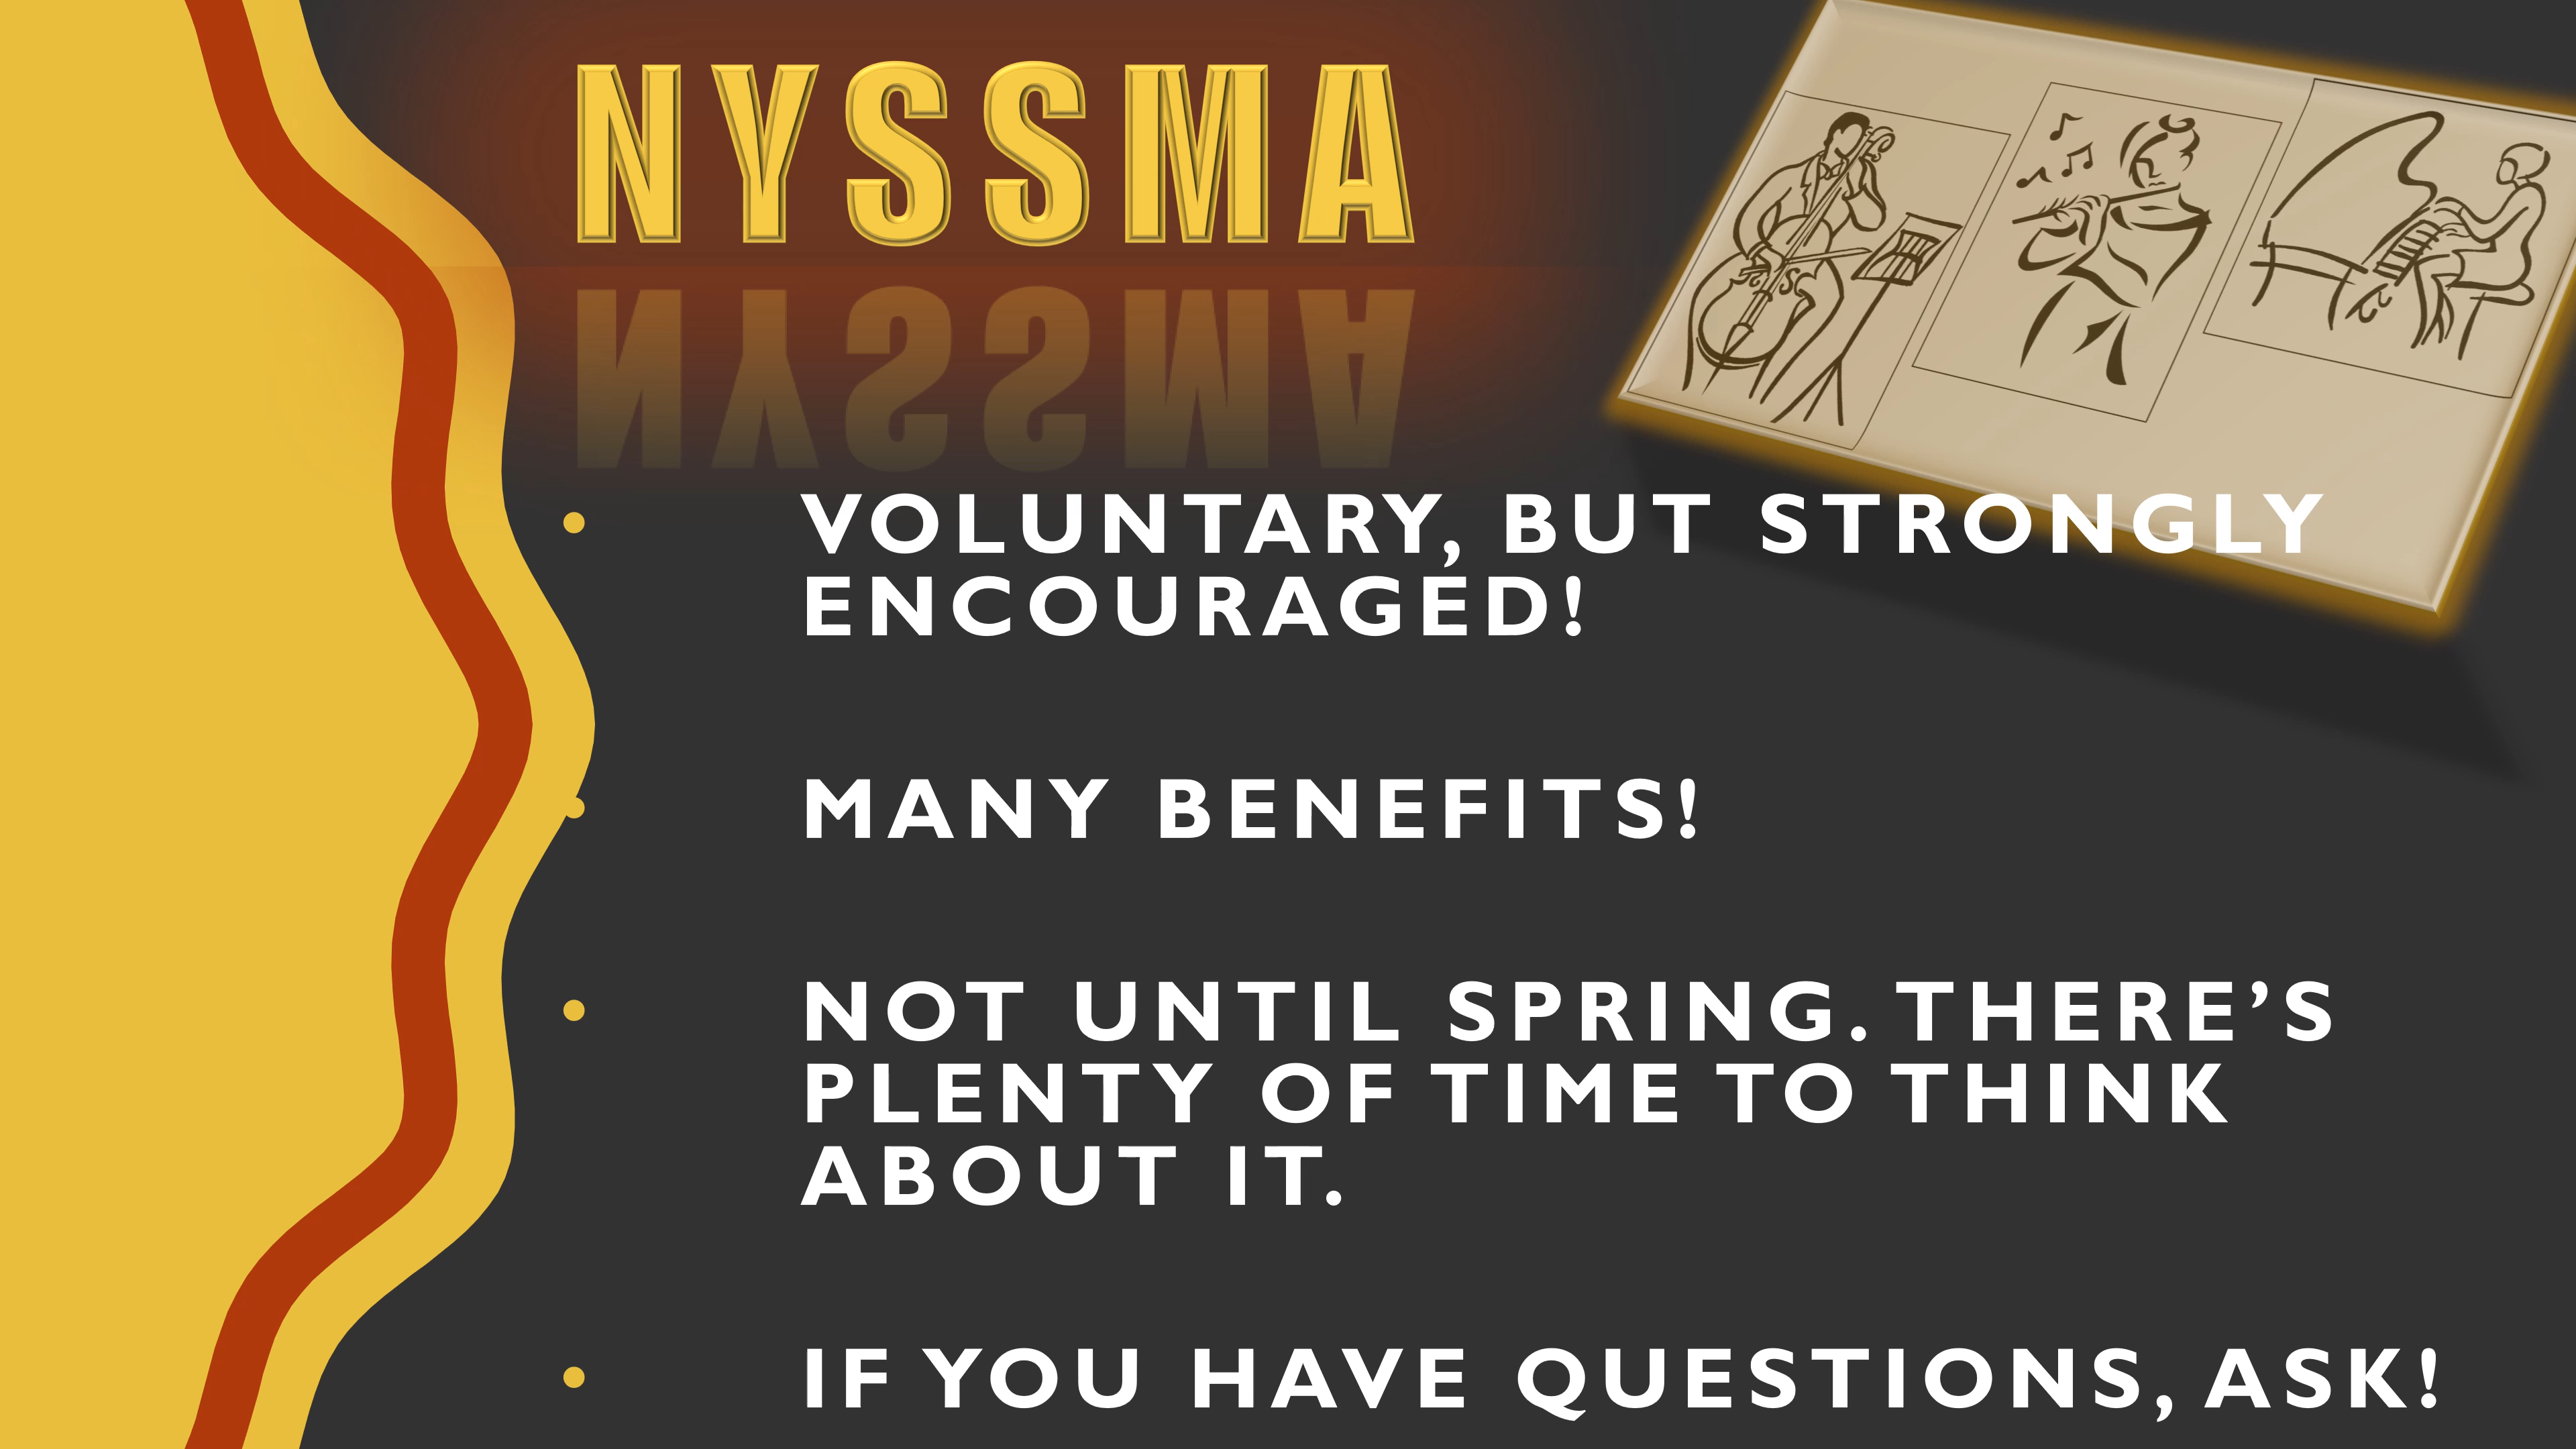 NYSSMA
• VOLUNTARY, BUT STRONGLY
ENCOURAGED!
• MANY BENEFITS!
• NOT UNTIL SPRING. THERE’S
PLENTY OF TIME TO THINK
ABOUT IT.
• IF YOU HAVE QUESTIONS, ASK!